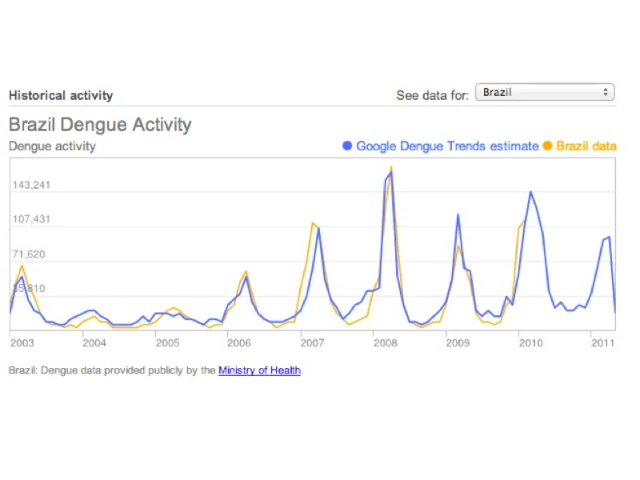 Historical activity
See data for: Brazil
Brazil Dengue Activity
Dengue activity
Google Dengue Trends estimate Brazil data
143,241
107,431
71,620
35,810
2003 2004 2005 2006 2007 2008 2009 2010 2011
Brazil: Dengue data provided publicly by the Ministry of Health.